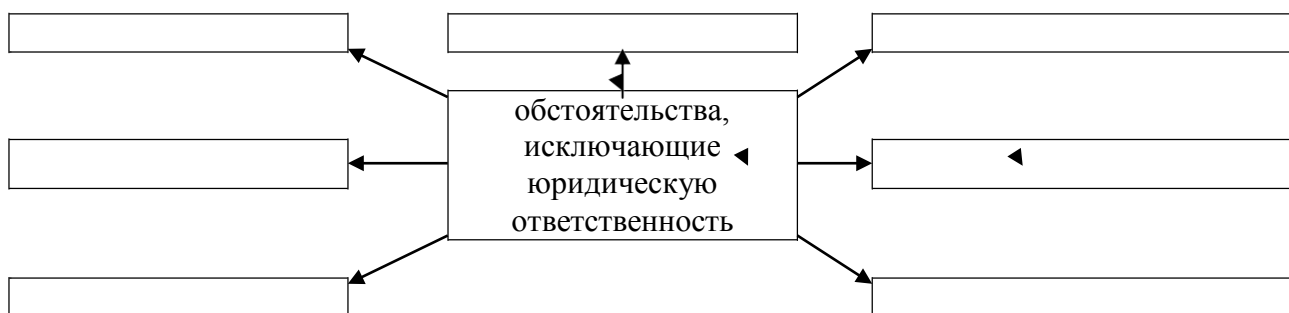 обстоятельства,
исключающие
юридическую
ответственность